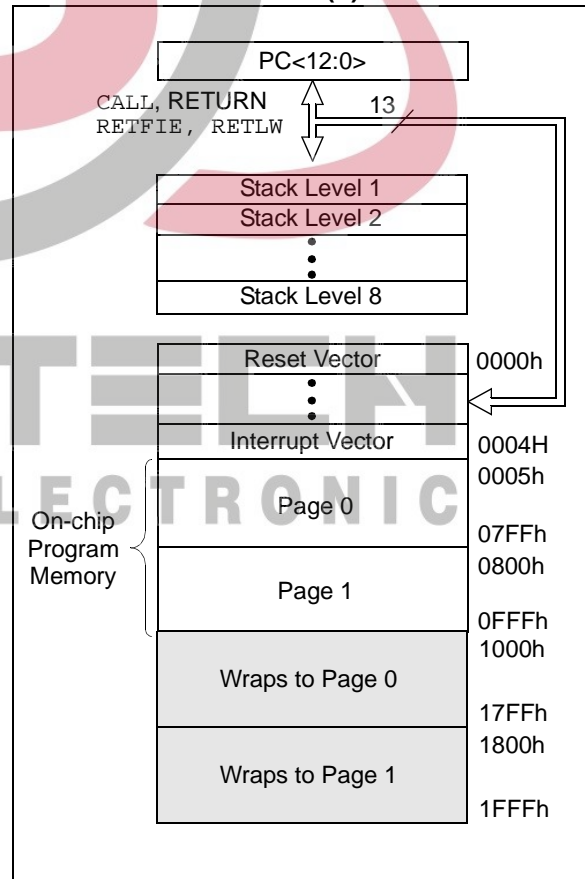 PC<12:0>
CALL, RETURN
RETFIE, RETLW
13
Stack Level 1
Stack Level 2
Stack Level 8
Reset Vector
0000h
Interrupt Vector
0004H
0005h
On-chip
Program
Memory
Page 0
07FFh
0800h
Page 1
0FFFh
1000h
Wraps to Page 0
17FFh
1800h
Wraps to Page 1
1FFFh
TECH
LECTRONIC